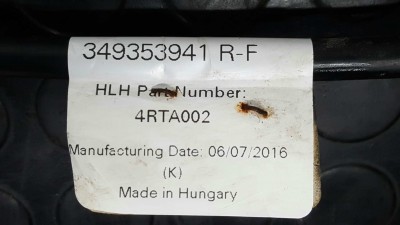 349353941 R-F
HLH Part Number:
4RTA002
Manufacturing Date: 06/07/2016
(K)
Made in Hungary